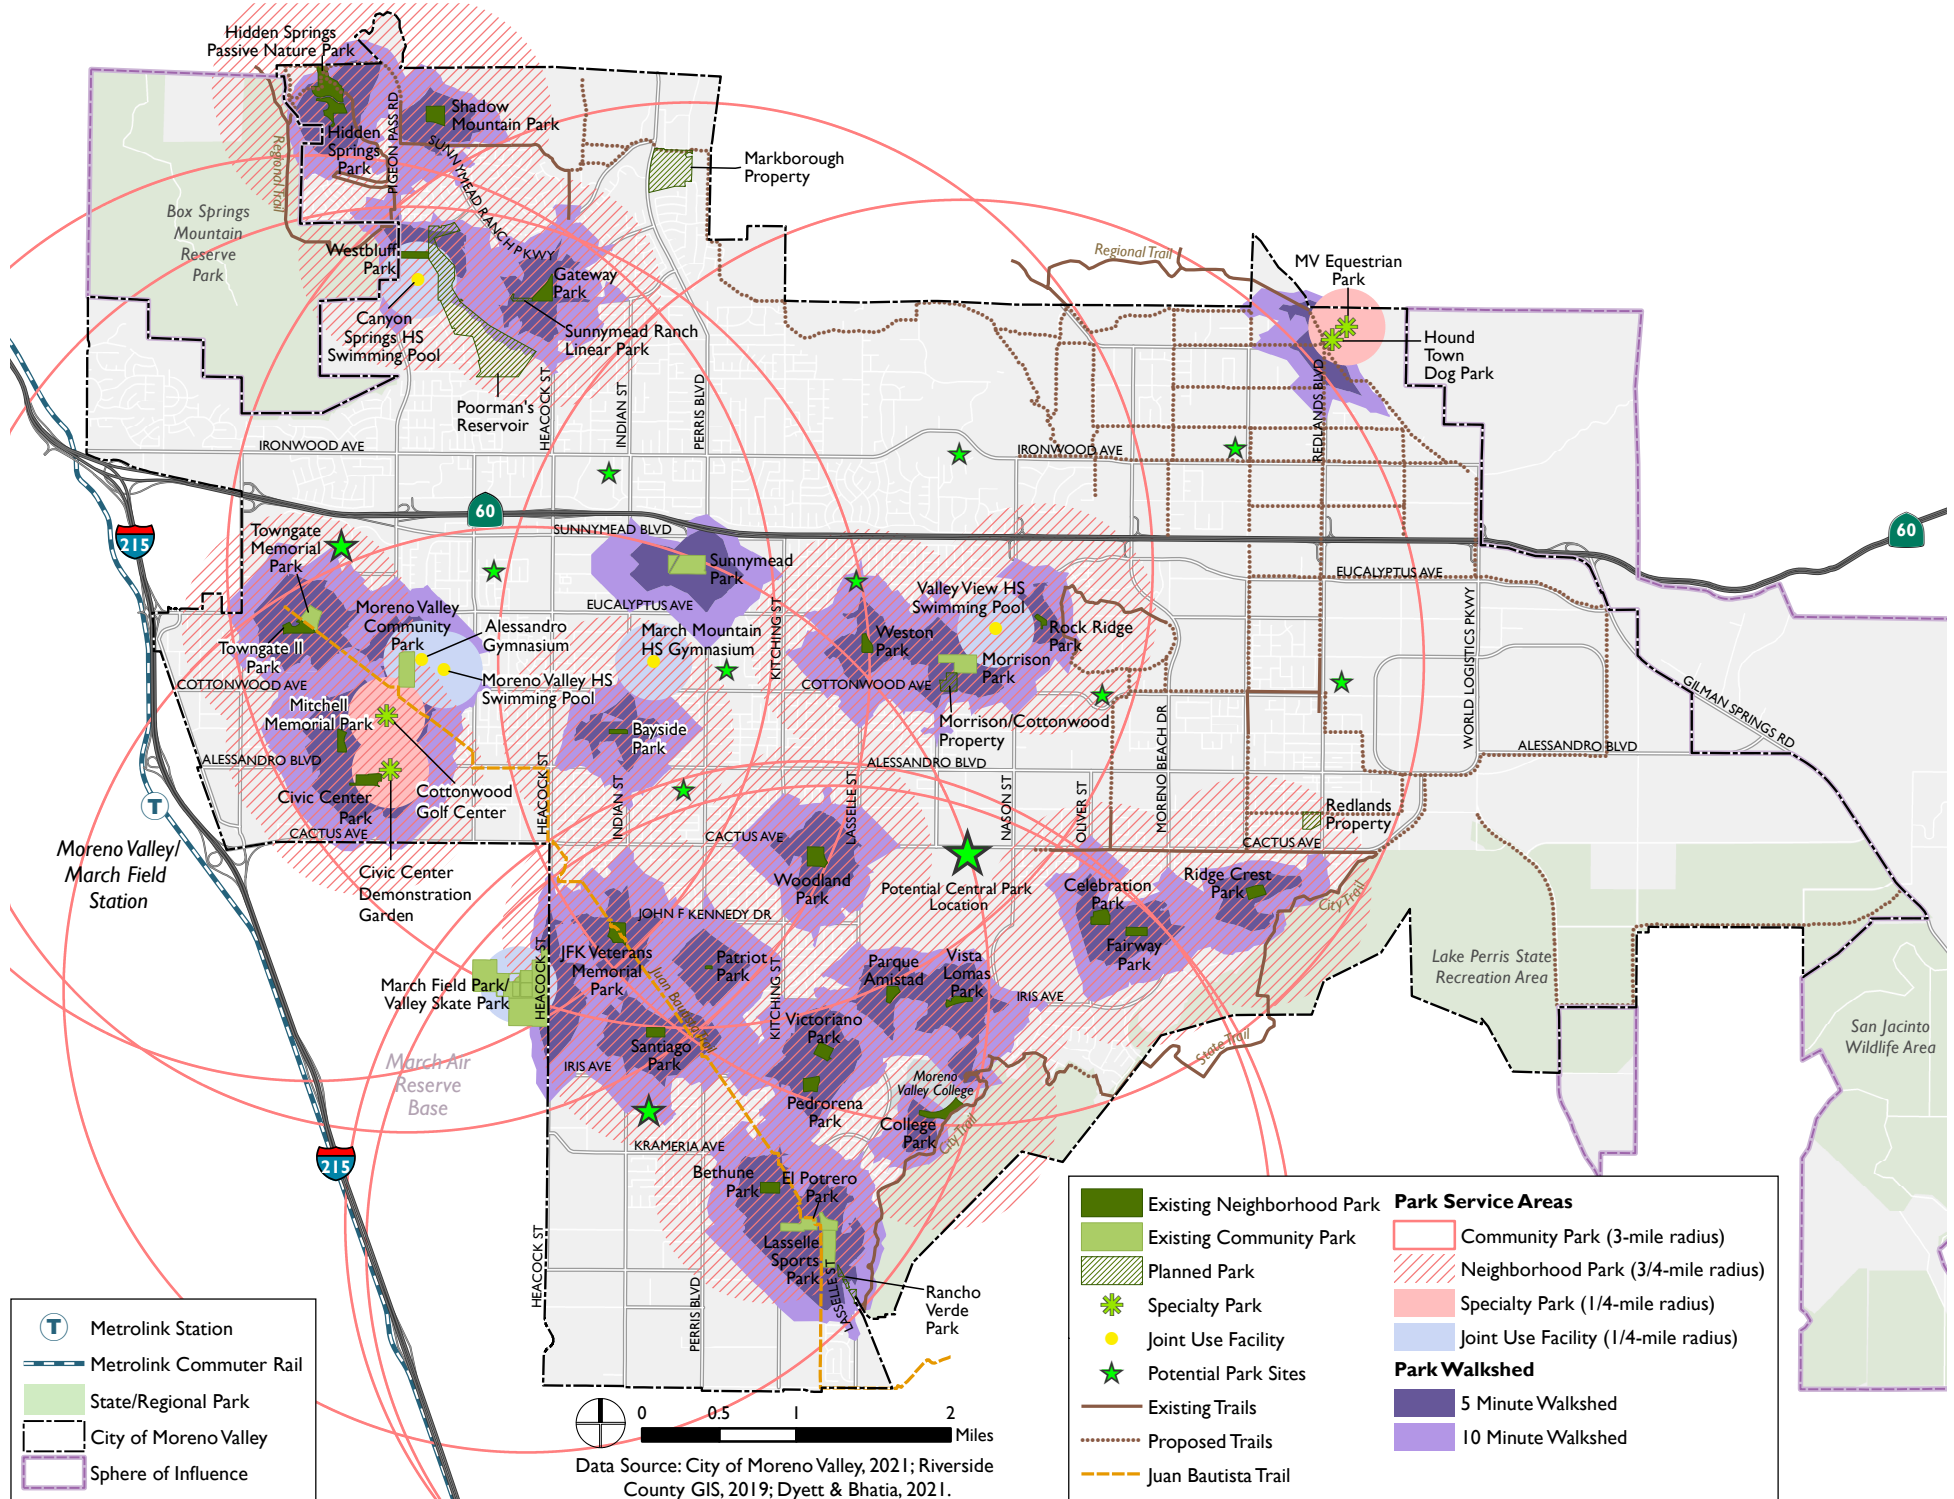 Hidden Springs
Passive Nature Park
Shadow
Mountain Park
Hidden
Springs
Park
PIGEON PASS RD
SUNNYMEAD RANCH PKWY
Regional Trail
Markborough
Property
Box Springs
Mountain
Reserve
Park
Westbluff
Park
Gateway
Park
Canyon
Springs HS
Swimming Pool
Sunnymead Ranch
Linear Park
Poorman's
Reservoir
Regional Trail
MV Equestrian
Park
Hound
Town
Dog Park
HEACOCK ST
INDIAN ST
PERRIS BLVD
REDLANDS BLVD
IRONWOOD AVE
IRONWOOD AVE
60
60
215
SUNNYMEAD BLVD
Towngate
Memorial
Park
Sunnymead
Park
EUCALYPTUS AVE
EUCALYPTUS AVE
Moreno Valley
Community
Park
Alessandro
Gymnasium
March Mountain
HS Gymnasium
KITCHING ST
Valley View HS
Swimming Pool
Weston
Park
Rock Ridge
Park
Morrison
Park
Towngate II
Park
COTTONWOOD AVE
COTTONWOOD AVE
Moreno Valley HS
Swimming Pool
Mitchell
Memorial Park
Bayside
Park
Morrison/Cottonwood
Property
MORENO BEACH DR
WORLD LOGISTICS PKWY
GILMAN SPRINGS RD
ALESSANDRO BLVD
ALESSANDRO BLVD
ALESSANDRO BLVD
Civic Center
Park
Cottonwood
Golf Center
HEACOCK ST
INDIAN ST
LASSELLE ST
NASON ST
OLIVER ST
Redlands
Property
CACTUS AVE
CACTUS AVE
CACTUS AVE
T
Moreno Valley/
March Field
Station
Civic Center
Demonstration
Garden
Woodland
Park
Potential Central Park
Location
Celebration
Park
Ridge Crest
Park
City Trail
Fairway
Park
JOHN F KENNEDY DR
JFK Veterans
Memorial
Park
Patriot
Park
Parque
Amistad
Vista
Lomas
Park
IRIS AVE
Lake Perris State
Recreation Area
San Jacinto
Wildlife Area
March Field Park/
Valley Skate Park
HEACOCK ST
Juan Bautista Trail
KITCHING ST
Victoriano
Park
Santiago
Park
State Trail
March Air
Reserve
Base
IRIS AVE
Moreno
Valley College
Pedrorena
Park
College
Park
City Trail
KRAMERIA AVE
215
Bethune
Park
El Potrero
Park
Lasselle
Sports
Park
LASSELLE ST
Rancho
Verde
Park
HEACOCK ST
PERRIS BLVD
T Metrolink Station
Metrolink Commuter Rail
State/Regional Park
City of Moreno Valley
Sphere of Influence
0 0.5 1 2
Miles
Data Source: City of Moreno Valley, 2021; Riverside
County GIS, 2019; Dyett & Bhatia, 2021.
Existing Neighborhood Park
Existing Community Park
Planned Park
Specialty Park
Joint Use Facility
Potential Park Sites
Existing Trails
Proposed Trails
Juan Bautista Trail
Park Service Areas
Community Park (3-mile radius)
Neighborhood Park (3/4-mile radius)
Specialty Park (1/4-mile radius)
Joint Use Facility (1/4-mile radius)
Park Walkshed
5 Minute Walkshed
10 Minute Walkshed